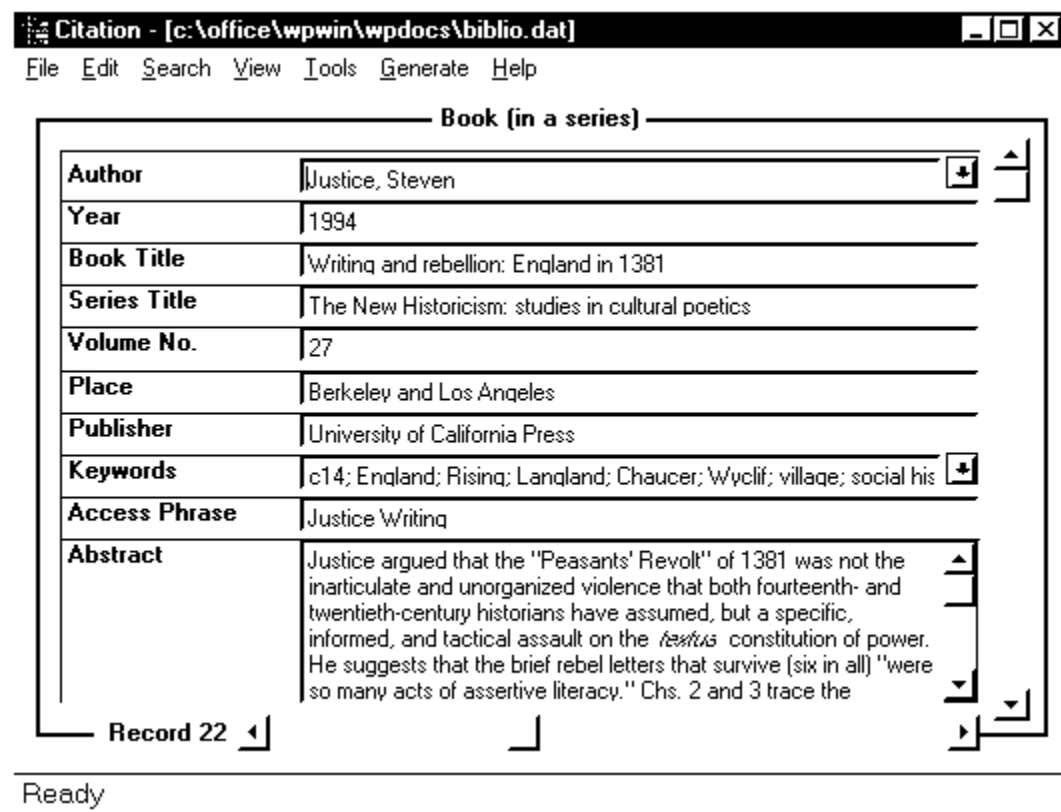 Citation - [c:\office\wpwin\wpdocs\biblio.dat]
File Edit Search View Tools Generate Help
Book (in a series)
Author Justice, Steven
Year 1994
Book Title Writing and rebellion: England in 1381
Series Title The New Historicism: studies in cultural poetics
Volume No. 27
Place Berkeley and Los Angeles
Publisher University of California Press
Keywords c14; England; Rising; Langland; Chaucer; Wyclif; village; social his
Access Phrase Justice Writing
Abstract Justice argued that the "Peasants' Revolt" of 1381 was not the
inarticulate and unorganized violence that both fourteenth- and
twentieth-century historians have assumed, but a specific,
informed, and tactical assault on the textus constitution of power.
He suggests that the brief rebel letters that survive (six in all) "were
so many acts of assertive literacy." Chs. 2 and 3 trace the
Record 22
Ready